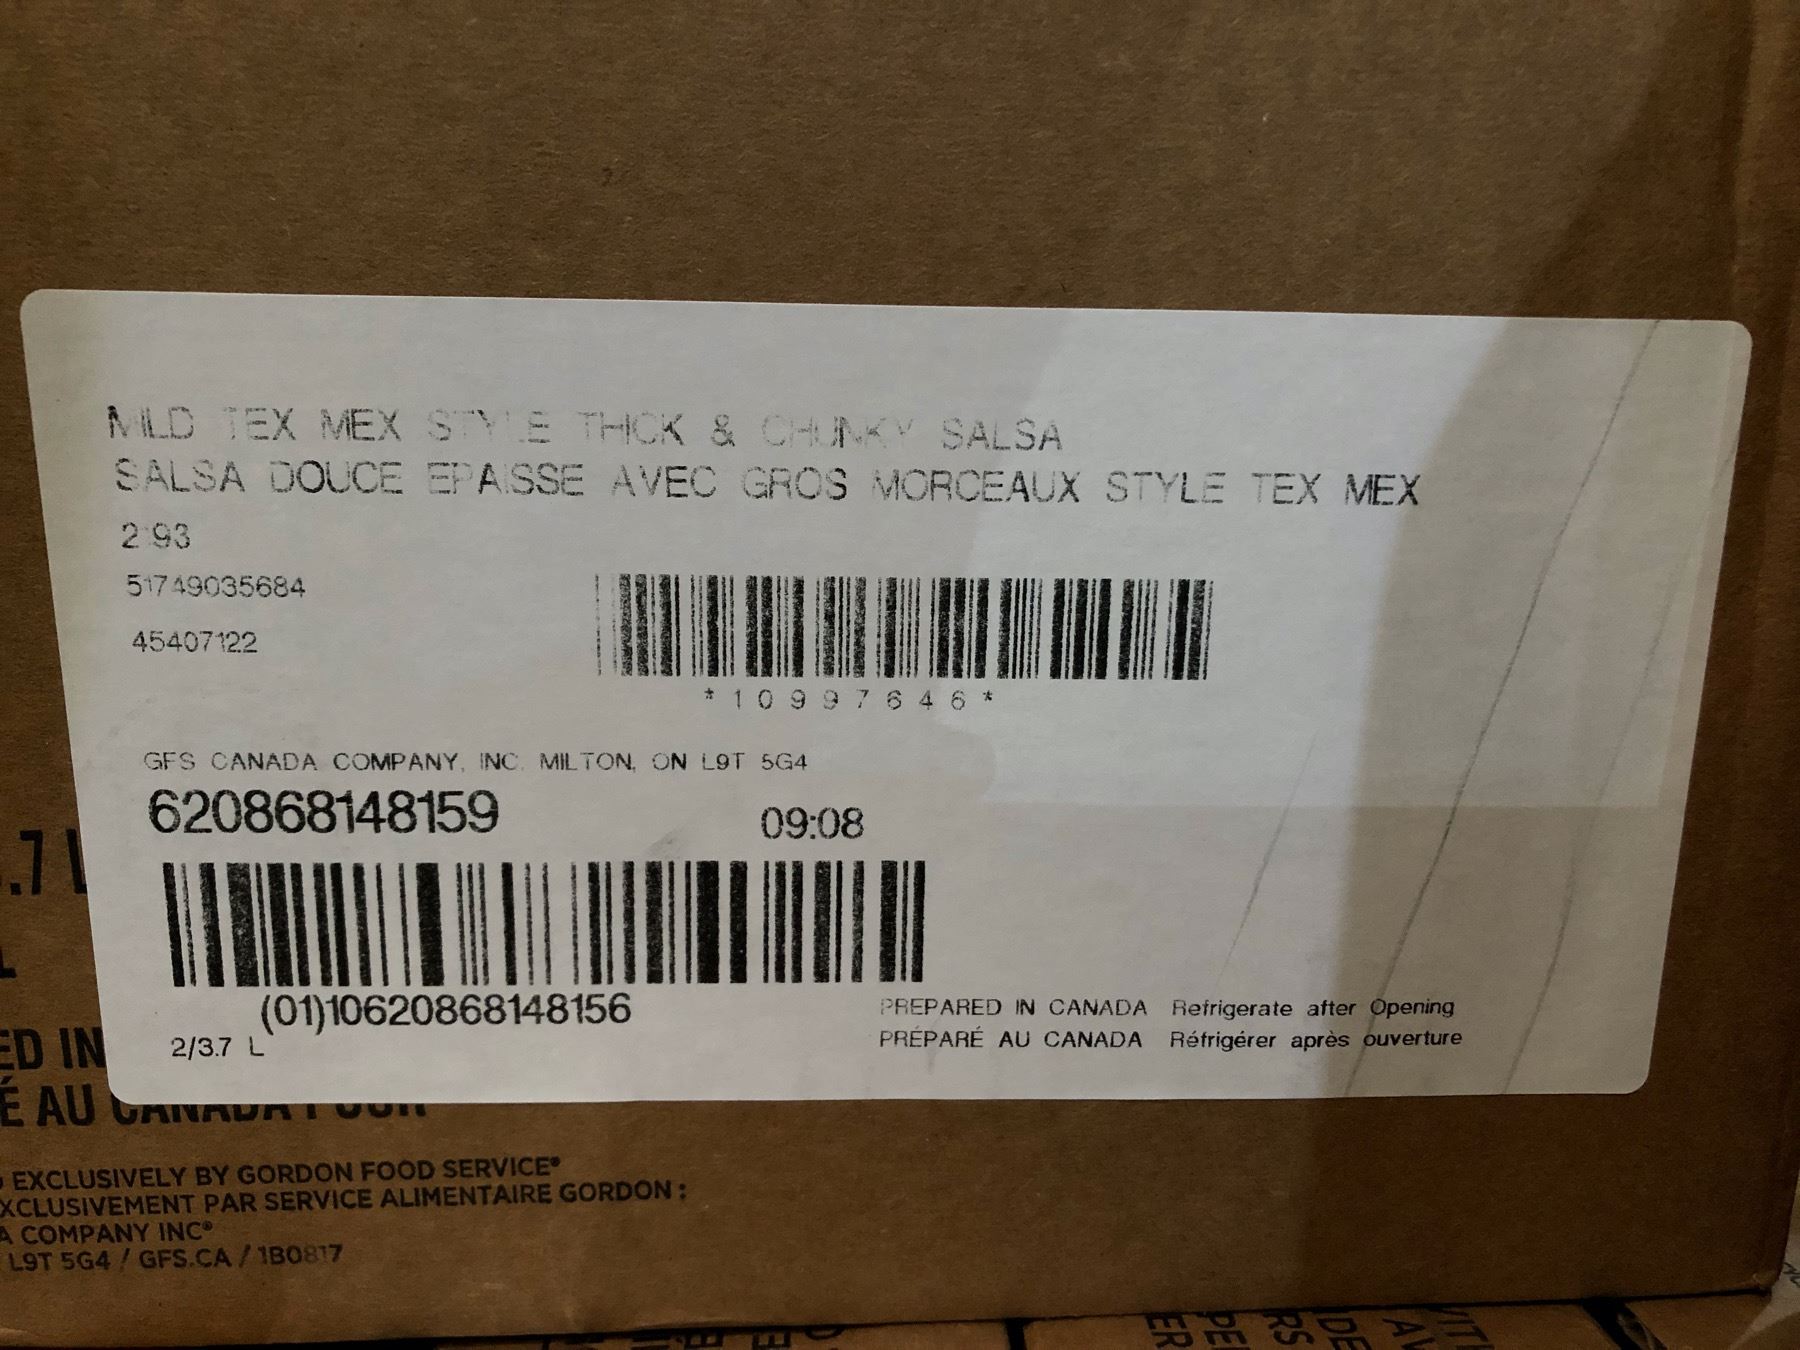 MILD TEX MEX STYLE THICK & CHUNKY SALSA
SALSA DOUCE EPAISSE AVEC GROS MORCEAUX STYLE TEX MEX
2 93
51749035684
45407122
*10997646*
GFS CANADA COMPANY, INC. MILTON, ON L9T 5G4
620868148159
09:08
(01)10620868148156
2/3.7 L
PREPARED IN CANADA Refrigerate after Opening
PRÉPARÉ AU CANADA Réfrigérer après ouverture
.7 L
ED IN
É AU CANADA POUR
EXCLUSIVELY BY GORDON FOOD SERVICE®
XCLUSIVEMENT PAR SERVICE ALIMENTAIRE GORDON :
A COMPANY INC®
L9T 5G4 / GFS.CA / 1B0817